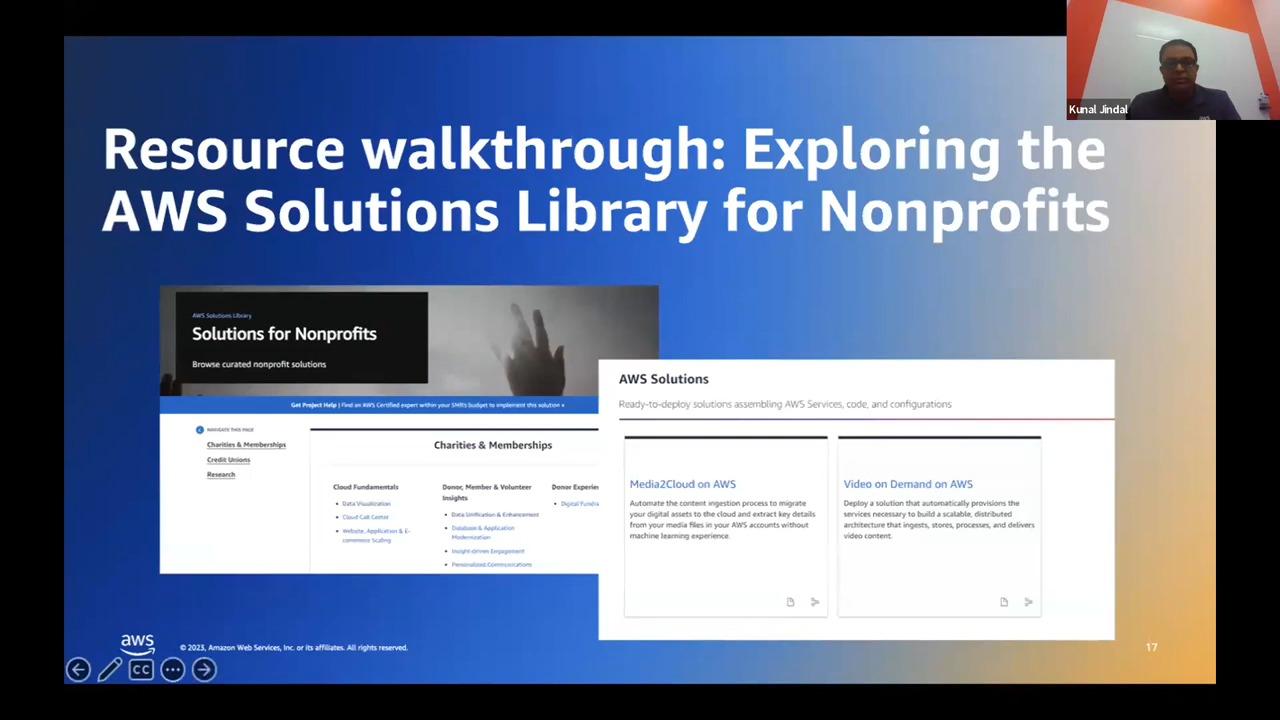 Kunal Jindal
Resource walkthrough: Exploring the
AWS Solutions Library for Nonprofits
AWS Solutions Library
Solutions for Nonprofits
Browse curated nonprofit solutions
Get Project Help | Find an AWS Certified expert within your SMB's budget to implement this solution »
NAVIGATE THIS PAGE
Charities & Memberships
Credit Unions
Research
Charities & Memberships
Cloud Fundamentals
• Data Visualization
• Cloud Call Center
• Website, Application & E-
commerce Scaling
Donor, Member & Volunteer
Insights
• Data Unification & Enhancement
• Database & Application
Modernization
• Insight-driven Engagement
• Personalized Communications
Donor Experien
• Digital Fundra
AWS Solutions
Ready-to-deploy solutions assembling AWS Services, code, and configurations
Media2Cloud on AWS
Automate the content ingestion process to migrate
your digital assets to the cloud and extract key details
from your media files in your AWS accounts without
machine learning experience.
Video on Demand on AWS
Deploy a solution that automatically provisions the
services necessary to build a scalable, distributed
architecture that ingests, stores, processes, and delivers
video content.
aws
© 2023, Amazon Web Services, Inc. or its affiliates. All rights reserved.
17
CC